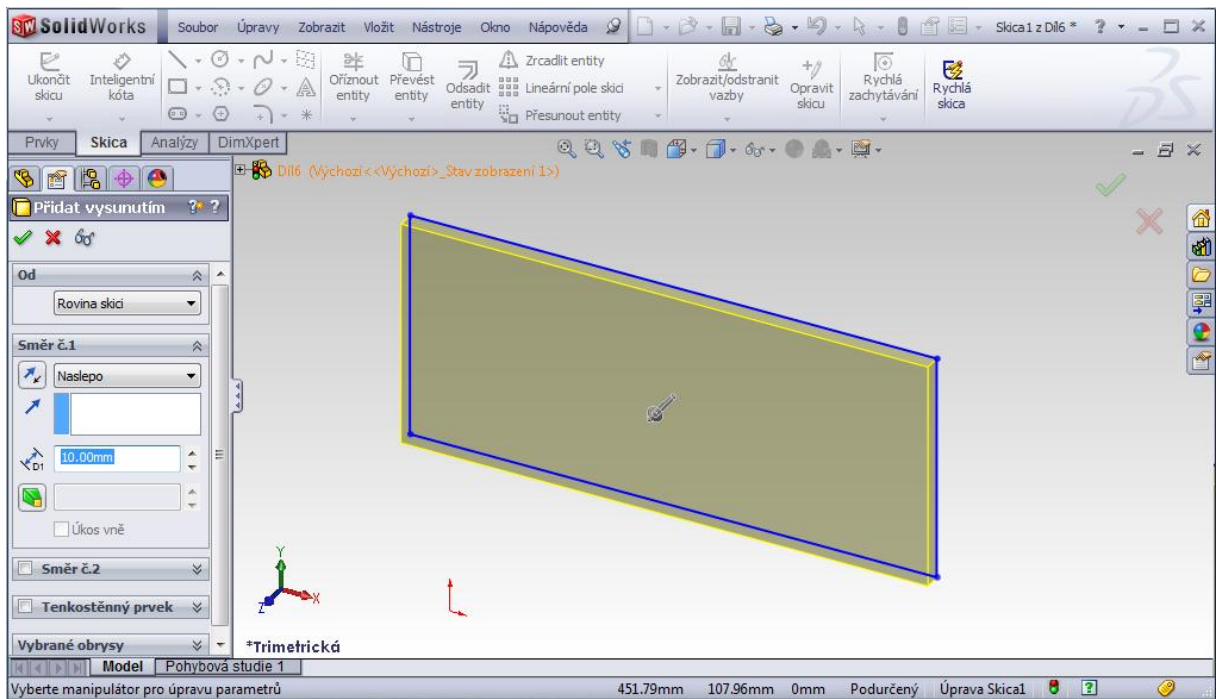 SolidWorks Soubor Úpravy Zobrazit Vložit Nástroje Okno Nápověda Skica1 z Díl6 * ?
Ukončit skicu
Inteligentní kóta
Oříznout entity
Převést entity
Odsadit entity
Zrcadlit entity
Lineární pole skici
Přesunout entity
Zobrazit/odstranit vazby
Opravit skicu
Rychlá zachytávání
Rychlá skica
Prvky Skica Analýzy DimXpert
Díl6 (Výchozí<<Výchozí>_Stav zobrazení 1>)
Přidat vysunutím ? ?
Od
Rovina skici
Směr č.1
Naslepo
D1 10.00mm
Úkos vně
Směr č.2
Tenkostěnný prvek
Vybrané obrysy
Y
X
Z
*Trimetrická
Model Pohybová studie 1
Vyberte manipulátor pro úpravu parametrů 451.79mm 107.96mm 0mm Podurčený Úprava Skica1 ?